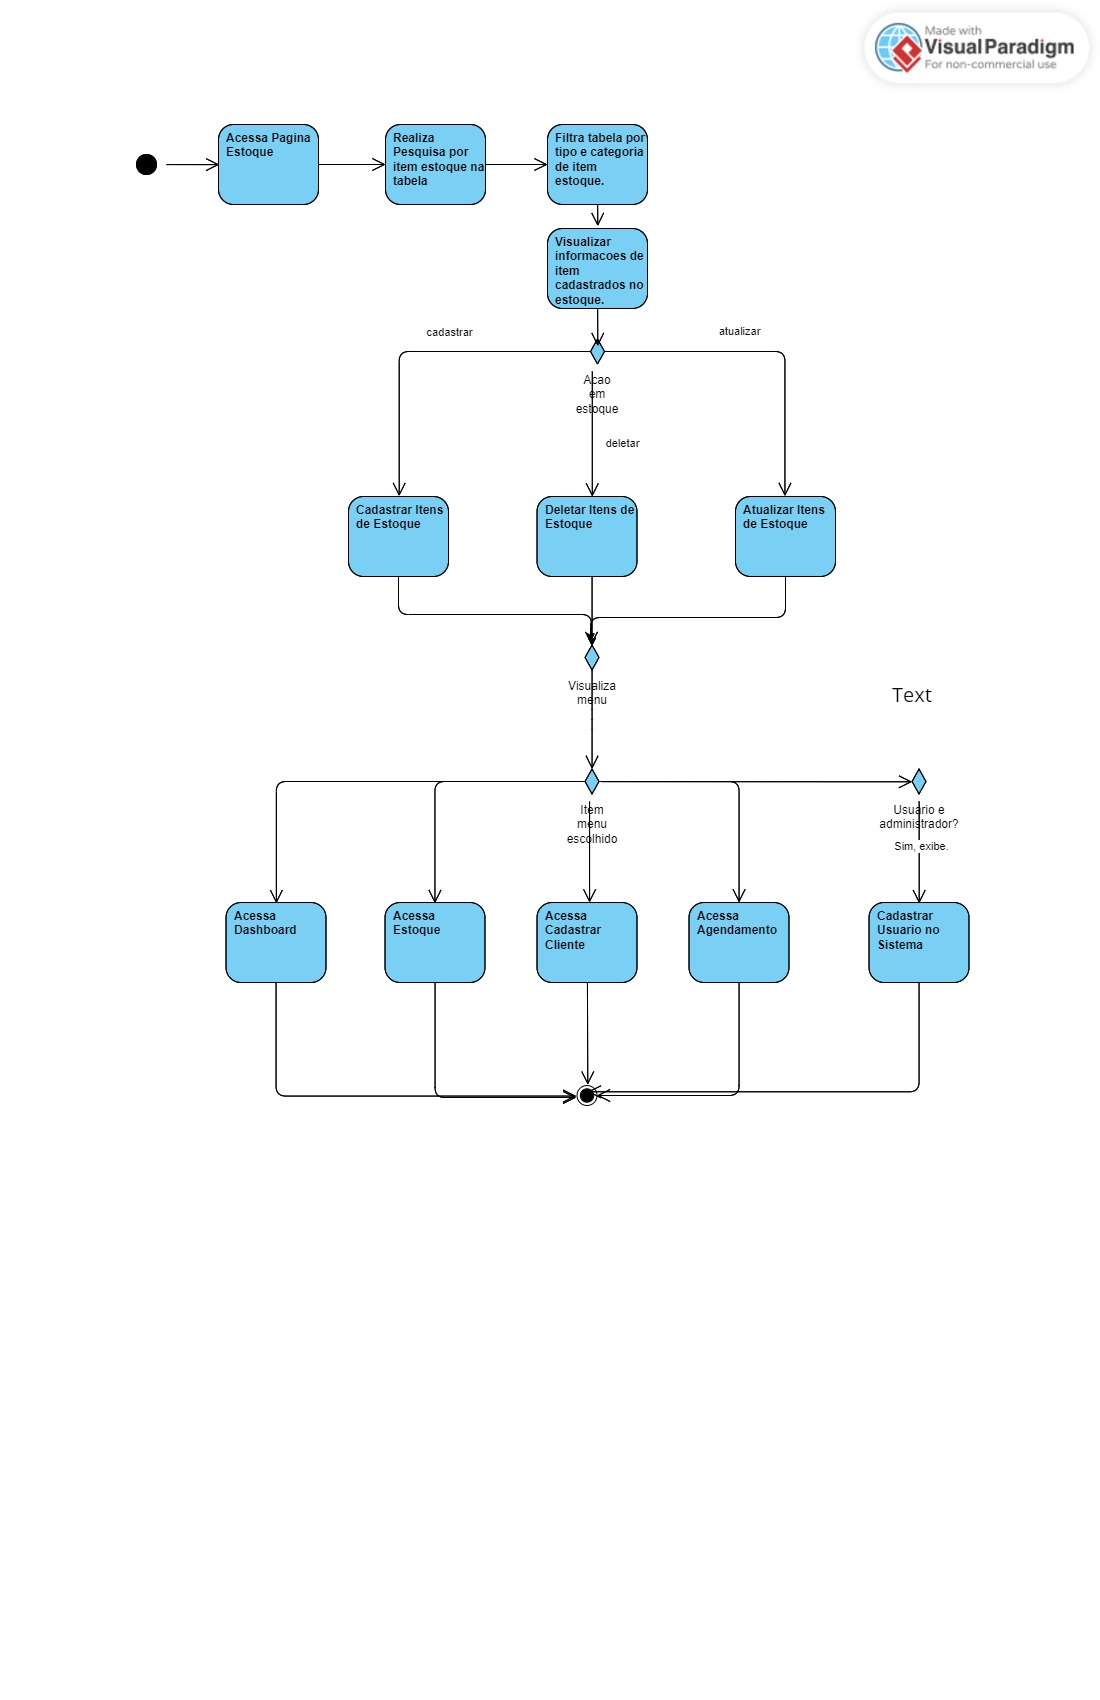 Made with
Visual Paradigm
For non-commercial use
Acessa Pagina
Estoque
Realiza
Pesquisa por
item estoque na
tabela
Filtra tabela por
tipo e categoria
de item
estoque.
Visualizar
informacoes de
item
cadastrados no
estoque.
cadastrar
atualizar
Acao
em
estoque
deletar
Cadastrar Itens
de Estoque
Deletar Itens de
Estoque
Atualizar Itens
de Estoque
Visualiza
menu
Text
Item
menu
escolhido
Usuario e
administrador?
Sim, exibe.
Acessa
Dashboard
Acessa
Estoque
Acessa
Cadastrar
Cliente
Acessa
Agendamento
Cadastrar
Usuario no
Sistema